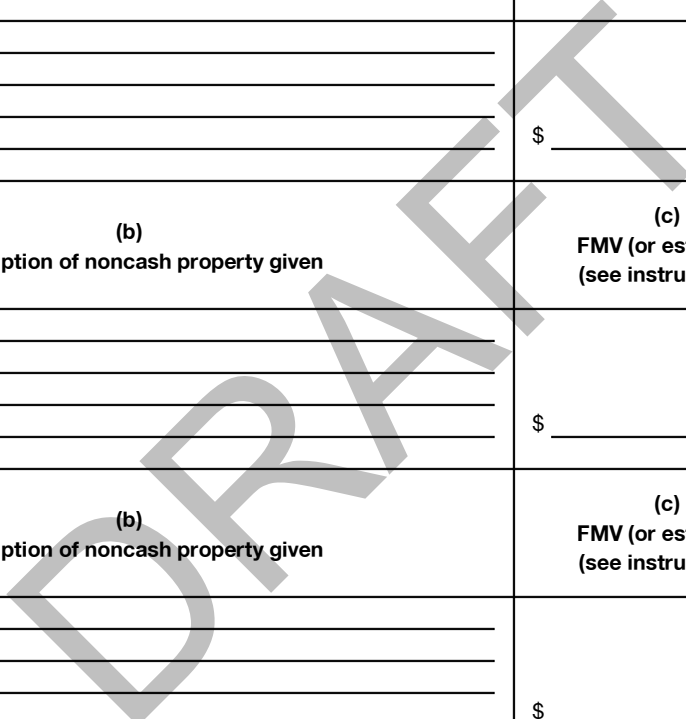 $
(b)
(c)
ption of noncash property given
FMV (or es
(see instru
$
(b)
(c)
ption of noncash property given
FMV (or es
(see instru
$
DRAFT